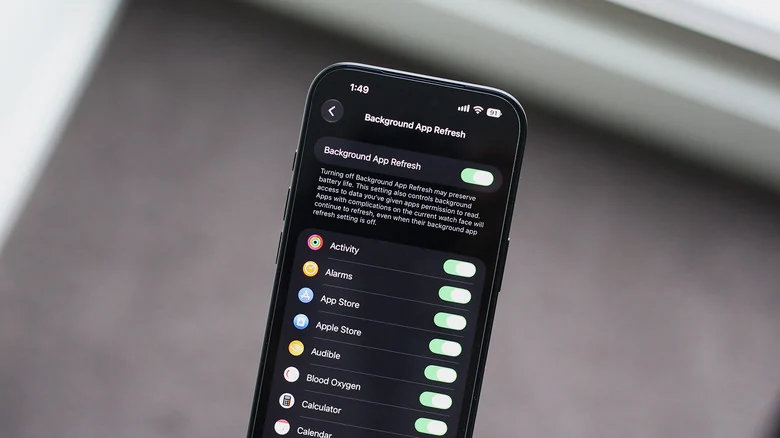 1:49
91
Background App Refresh
Background App Refresh
Turning off Background App Refresh may preserve
battery life. This setting also controls background
access to data you've given apps permission to read.
Apps with complications on the current watch face will
continue to refresh, even when their background app
refresh setting is off.
Activity
Alarms
App Store
Apple Store
Audible
Blood Oxygen
Calculator
Calendar